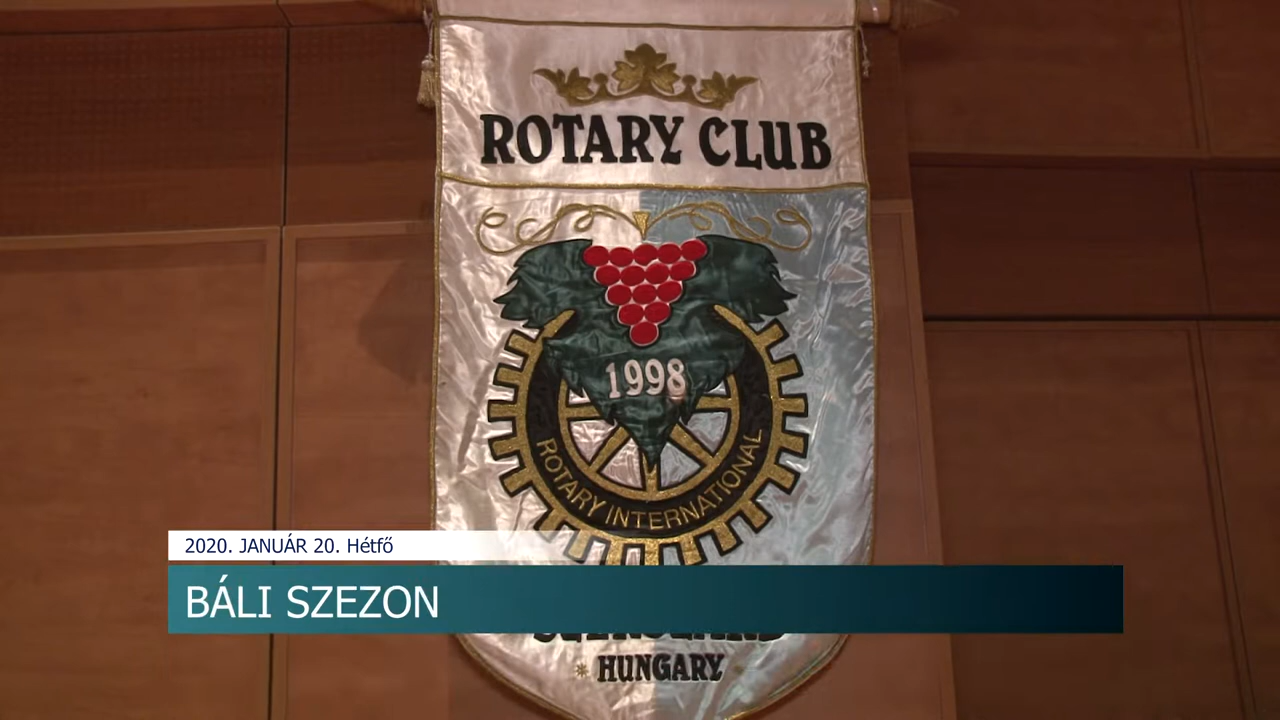 ROTARY CLUB
1998
ROTARY INTERNATIONAL
2020. JANUÁR 20. Hétfő
BÁLI SZEZON
HUNGARY